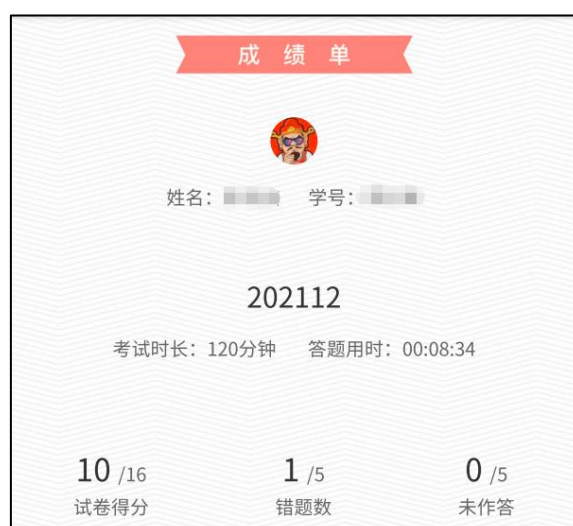 成绩单
姓名： 学号：
202112
考试时长：120分钟 答题用时：00:08:34
10 /16 1 /5 0 /5
试卷得分 错题数 未作答